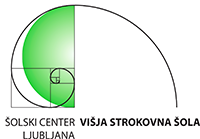 ŠOLSKI CENTER VIŠJA STROKOVNA ŠOLA
LJUBLJANA